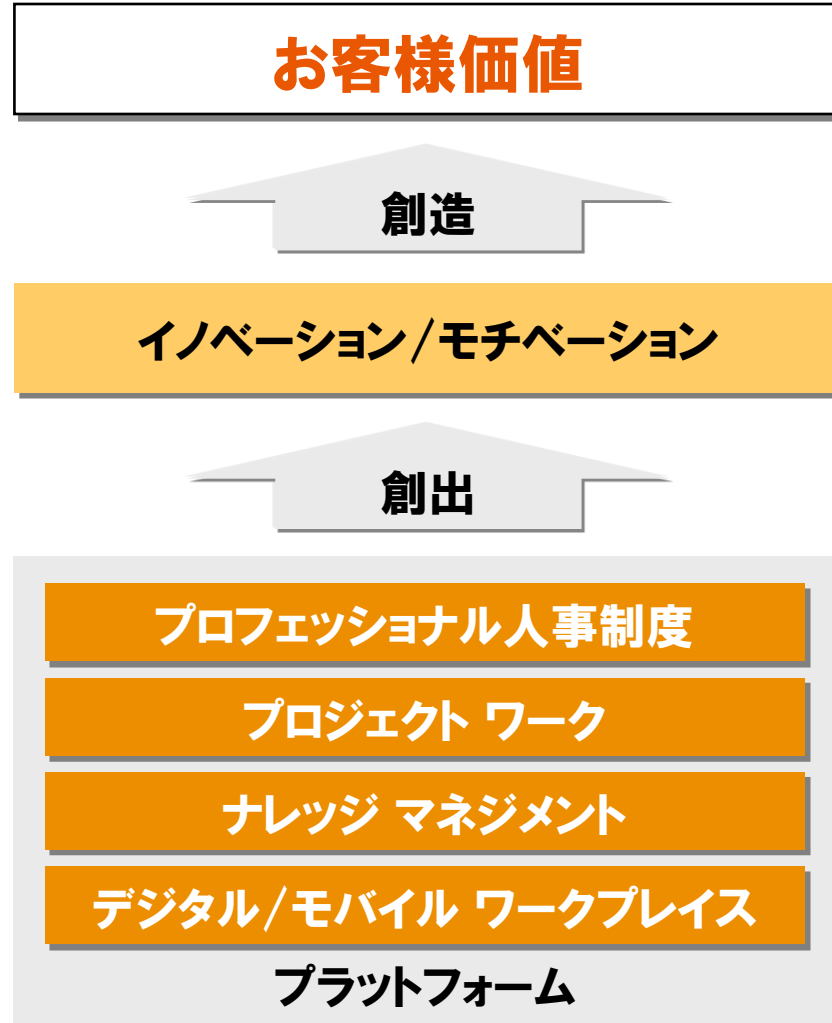 お客様価値
創造
イノベーション/モチベーション
創出
プロフェッショナル人事制度
プロジェクト ワーク
ナレッジ マネジメント
デジタル/モバイル ワークプレイス
プラットフォーム